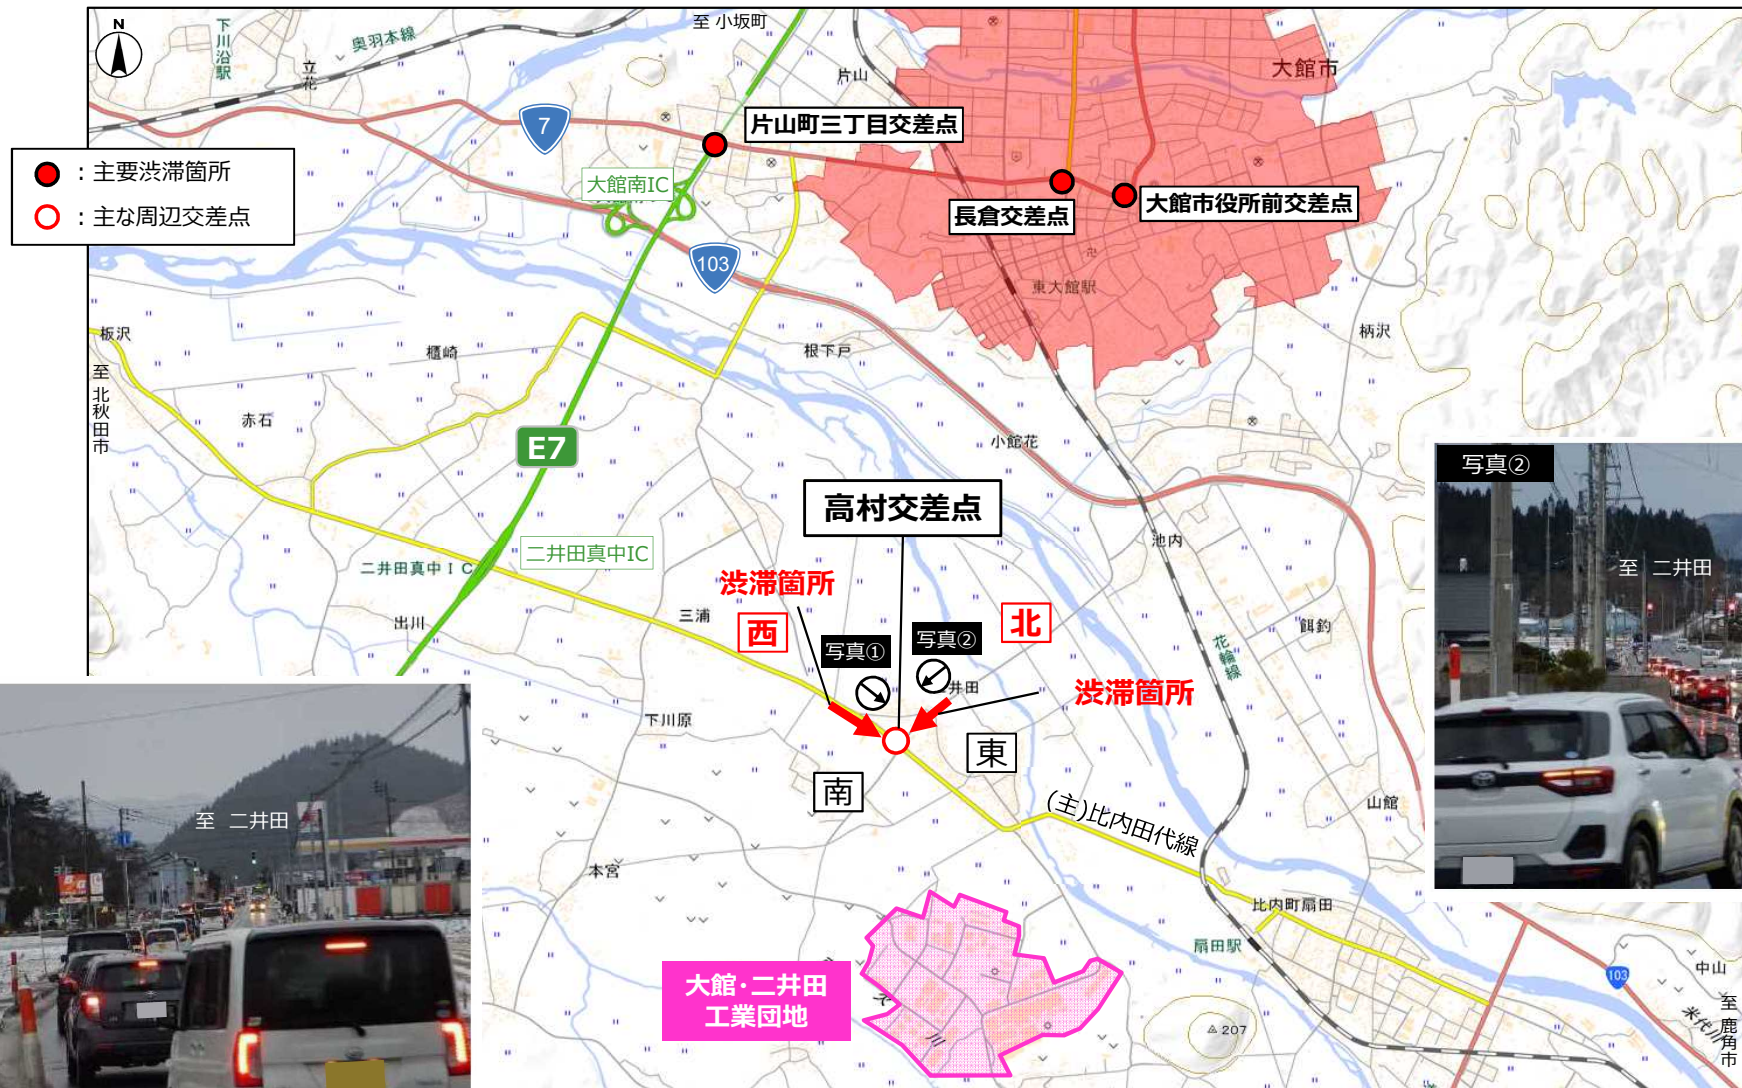 N
下川沿駅
奥羽本線
立花
至 小坂町
片山
大館市
7
片山町三丁目交差点
● ：主要渋滞箇所
○ ：主な周辺交差点
大館南IC
長倉交差点
大館市役所前交差点
103
東大館駅
板沢
至 北秋田市
櫃崎
根下戸
柄沢
赤石
E7
小館花
写真②
高村交差点
至 二井田
池内
二井田真中ＩＣ
二井田真中IC
渋滞箇所
三浦
西
北
出川
写真①
写真②
餌釣
花輪線
井田
渋滞箇所
下川原
東
南
(主)比内田代線
山館
至 二井田
本宮
比内町扇田
扇田駅
大館・二井田
工業団地
川
103
中山
米代川
至 鹿角市
207